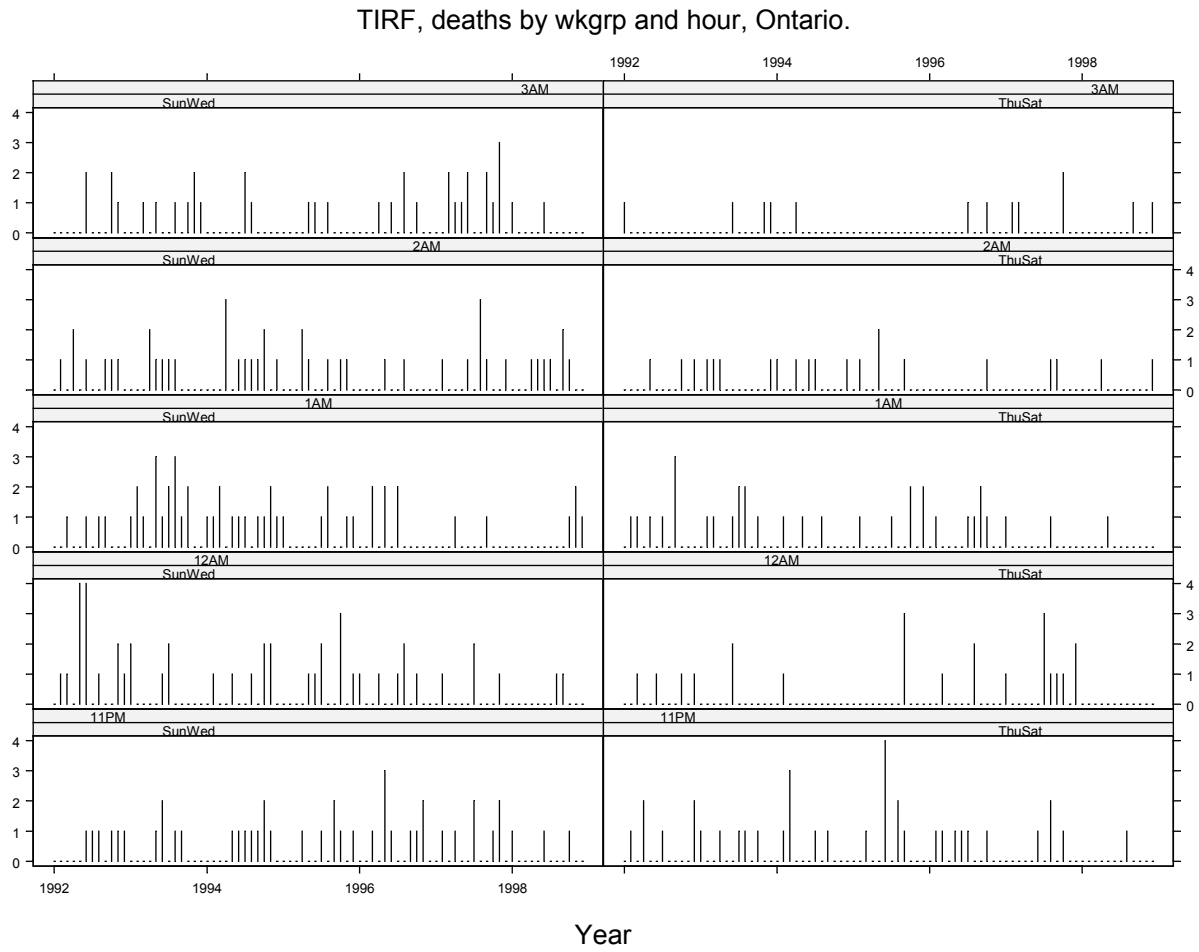 TIRF, deaths by wkgrp and hour, Ontario.
1992 1994 1996 1998
3AM 3AM
SunWed ThuSat
4
3
2
1
0
2AM 2AM
SunWed ThuSat
4
3
2
1
0
1AM 1AM
SunWed ThuSat
4
3
2
1
0
12AM 12AM
SunWed ThuSat
4
3
2
1
0
11PM 11PM
SunWed ThuSat
4
3
2
1
0
1992 1994 1996 1998
Year